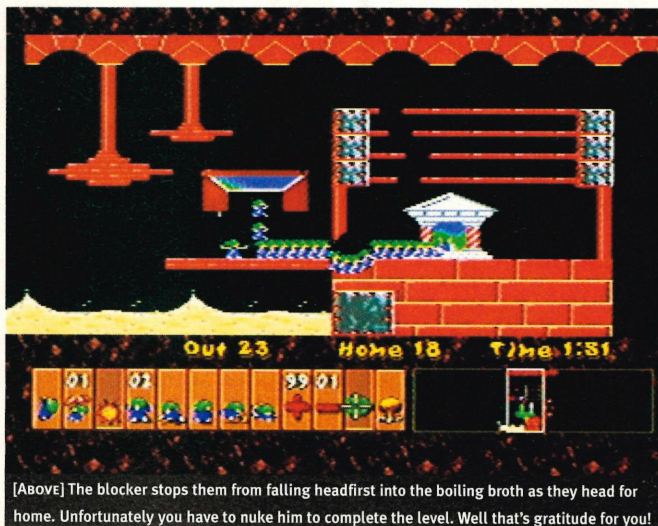 Out 23 Home 18 Time 1:31
01 02 99 01
[ABOVE] The blocker stops them from falling headfirst into the boiling broth as they head for
home. Unfortunately you have to nuke him to complete the level. Well that's gratitude for you!